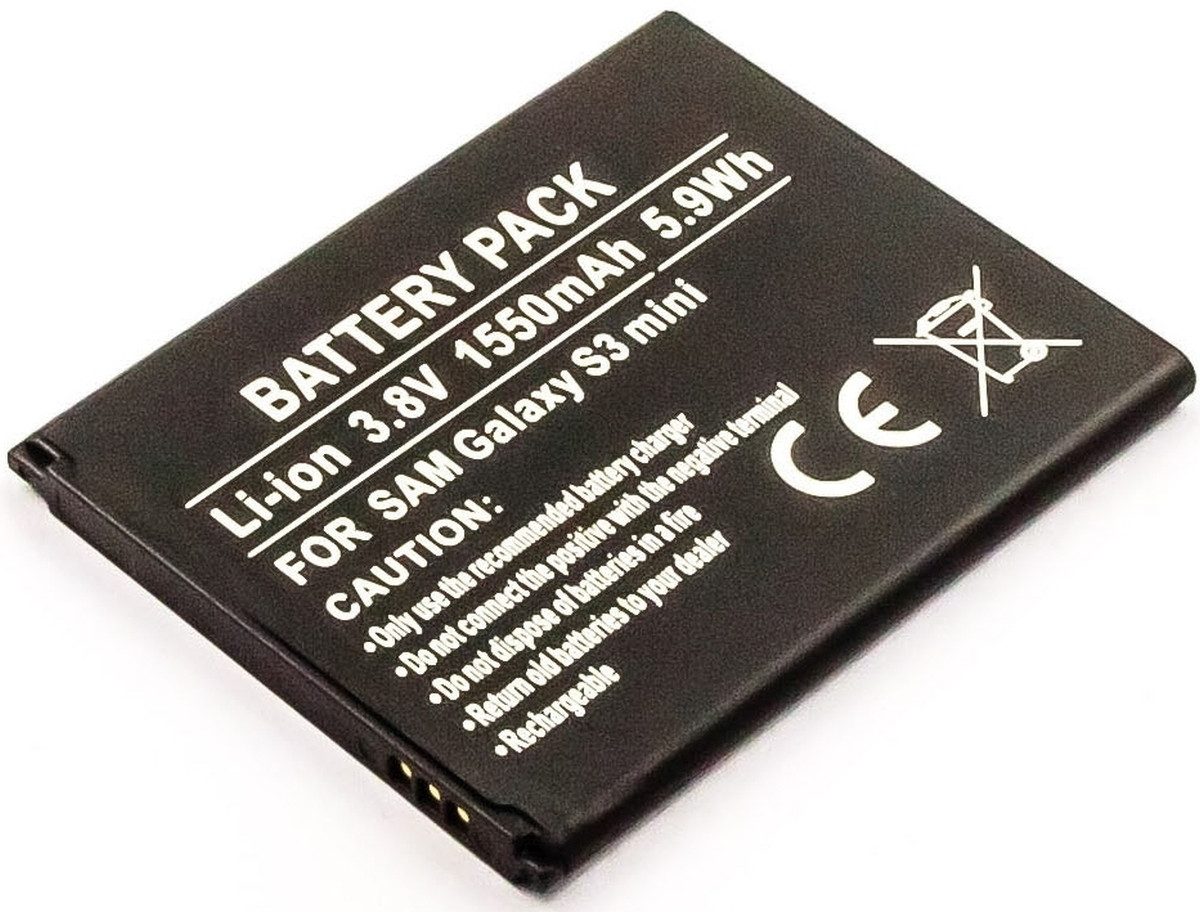 BATTERY PACK
Li-ion 3.8V 1550mAh 5.9Wh
FOR SAM Galaxy S3 mini
CAUTION:
•Only use the recommended battery charger
•Do not connect the positive with the negative terminal
•Do not dispose of batteries in a fire
•Return old batteries to your dealer
•Rechargeable
CE